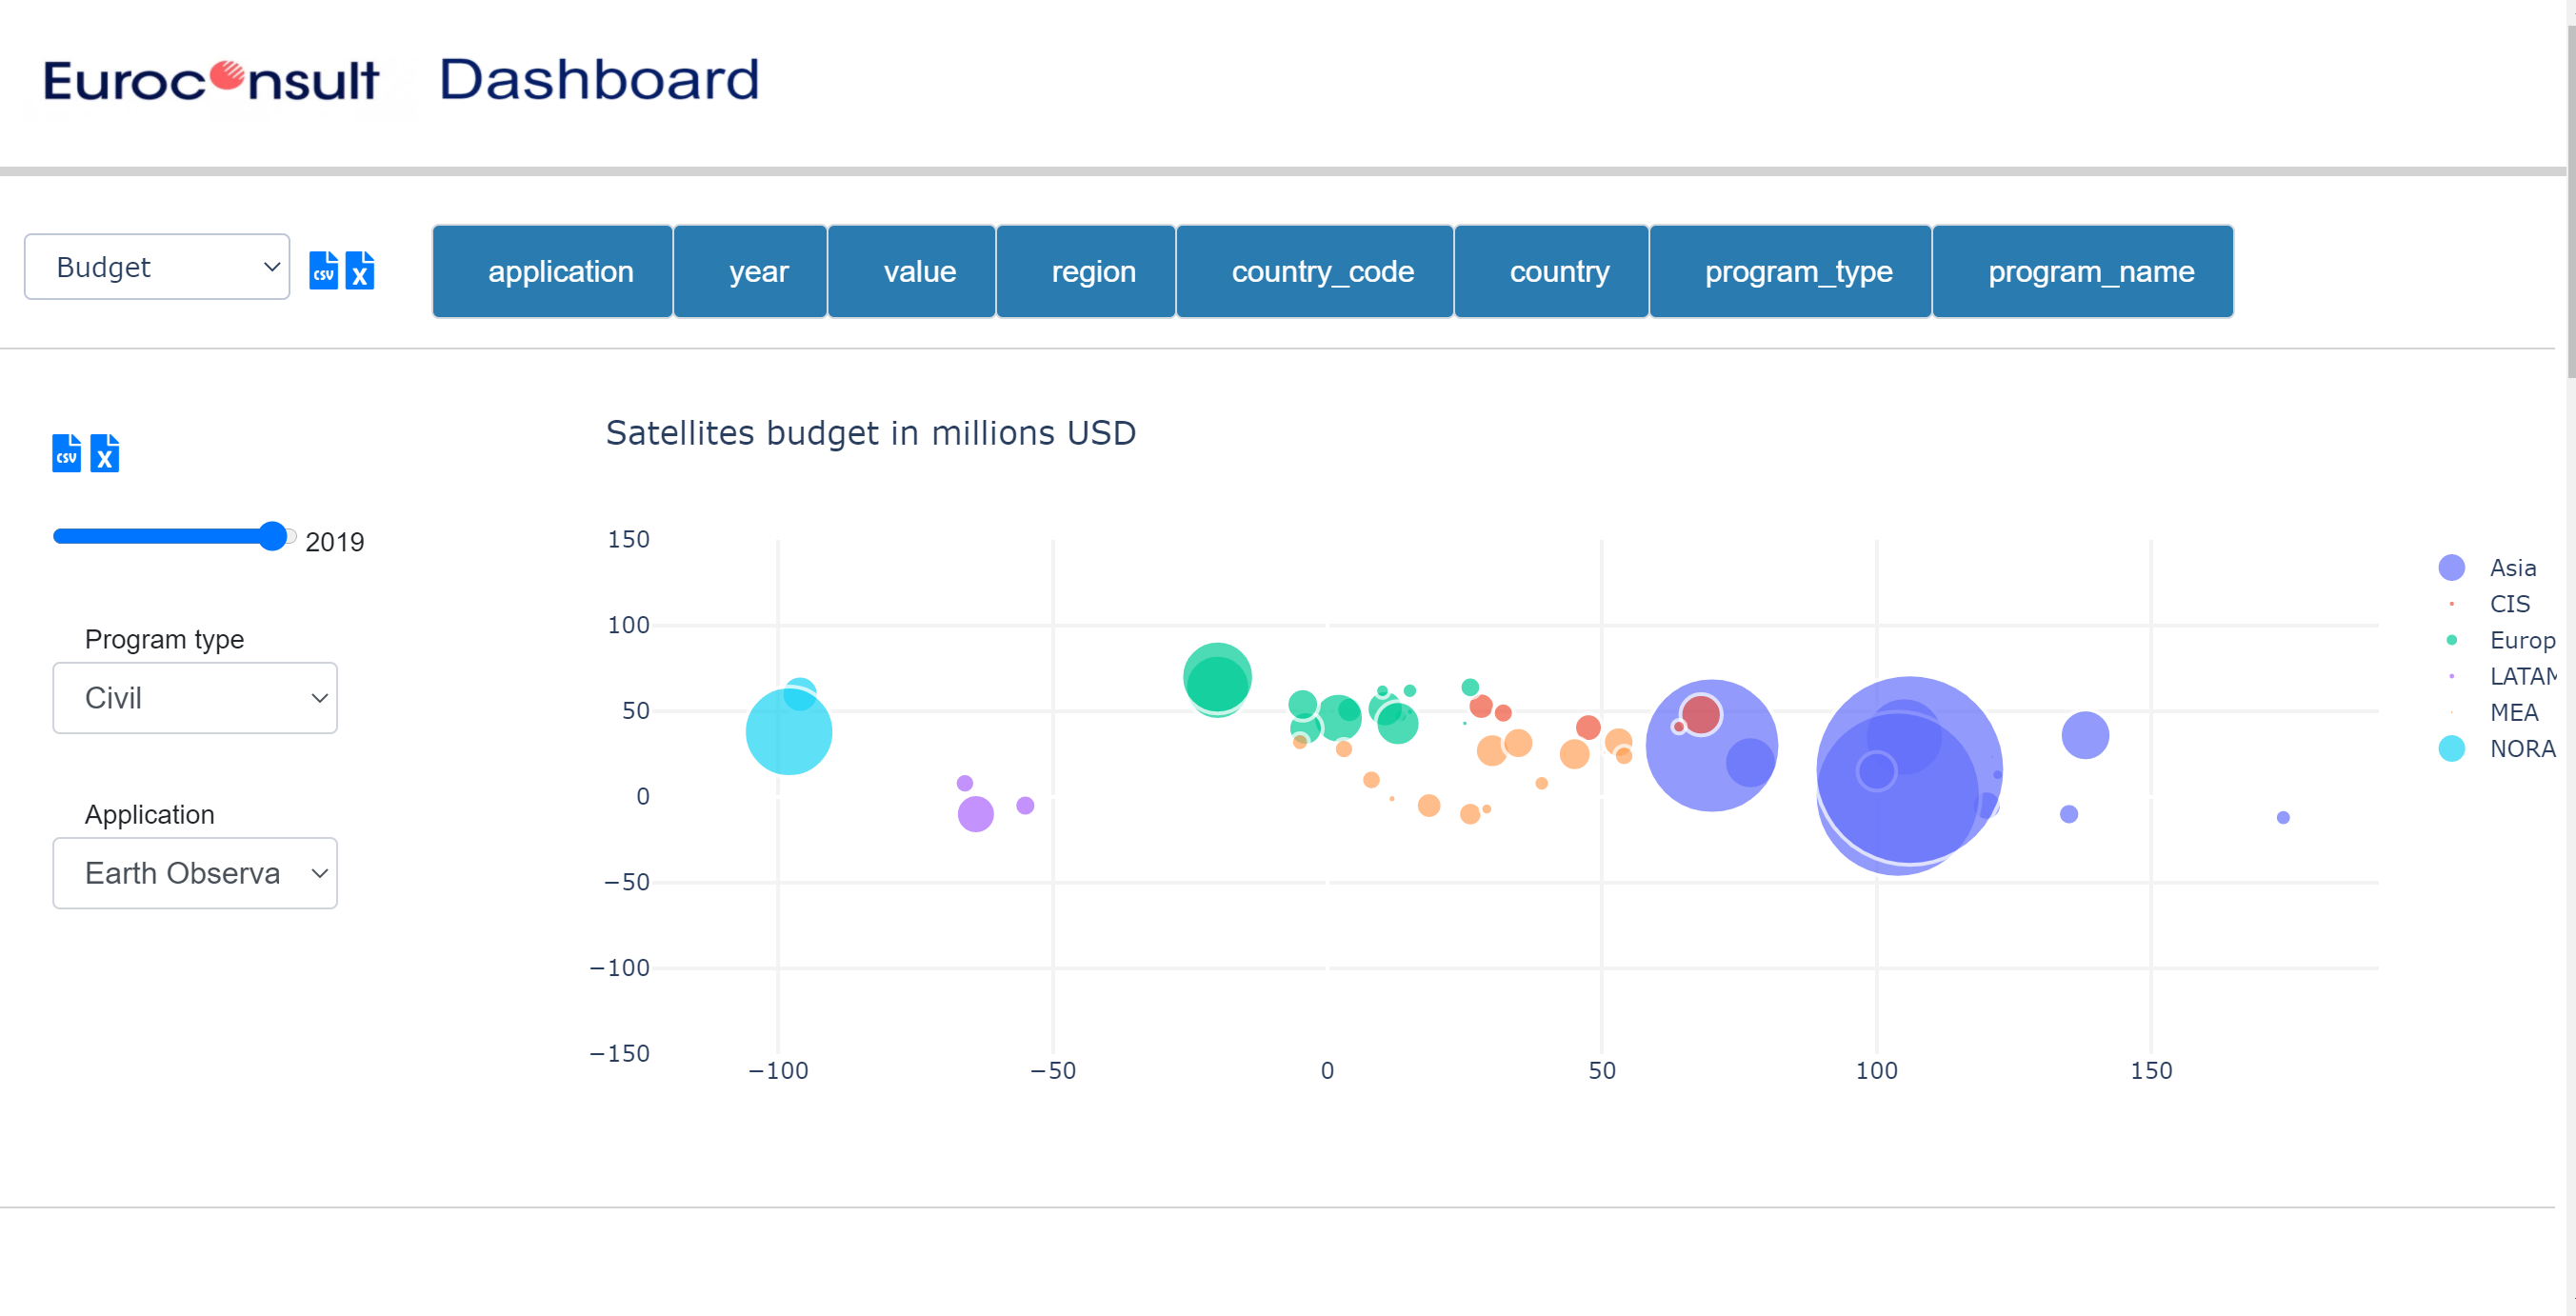 Euroconsult Dashboard
Budget
CSV X
application year value region country_code country program_type program_name
CSV X
Satellites budget in millions USD
2019
Program type
Civil
Application
Earth Observa
150
100
50
0
−50
−100
−150
−100 −50 0 50 100 150
Asia
CIS
Europ
LATAM
MEA
NORA